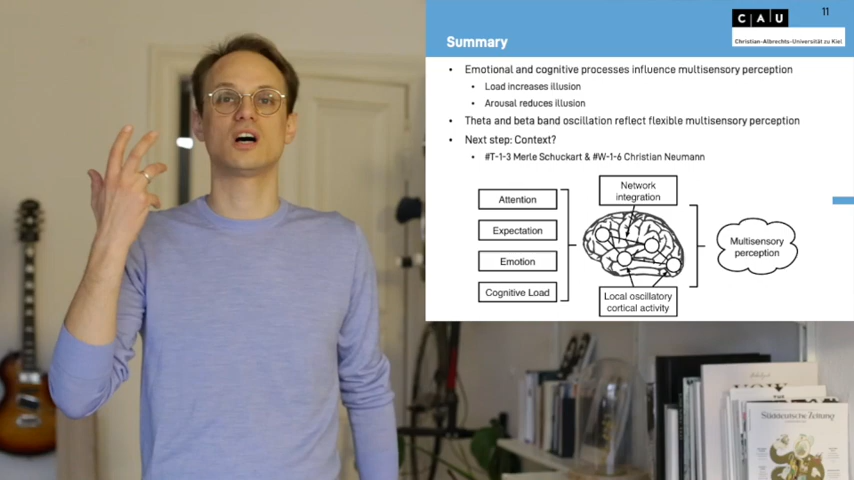 11
C A U
Christian-Albrechts-Universität zu Kiel
Summary
• Emotional and cognitive processes influence multisensory perception
• Load increases illusion
• Arousal reduces illusion
• Theta and beta band oscillation reflect flexible multisensory perception
• Next step: Context?
• #T-1-3 Merle Schuckart & #W-1-6 Christian Neumann
Attention
Expectation
Emotion
Cognitive Load
Network
integration
Local oscillatory
cortical activity
Multisensory
perception
Süddeutsche Zeitung